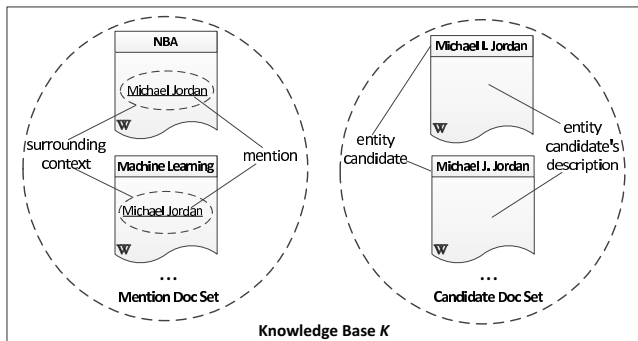 NBA
Michael Jordan
W
surrounding
context
mention
Machine Learning
Michael Jordan
W
...
Mention Doc Set
Michael I. Jordan
W
entity
candidate
entity
candidate's
description
Michael J. Jordan
W
...
Candidate Doc Set
Knowledge Base K